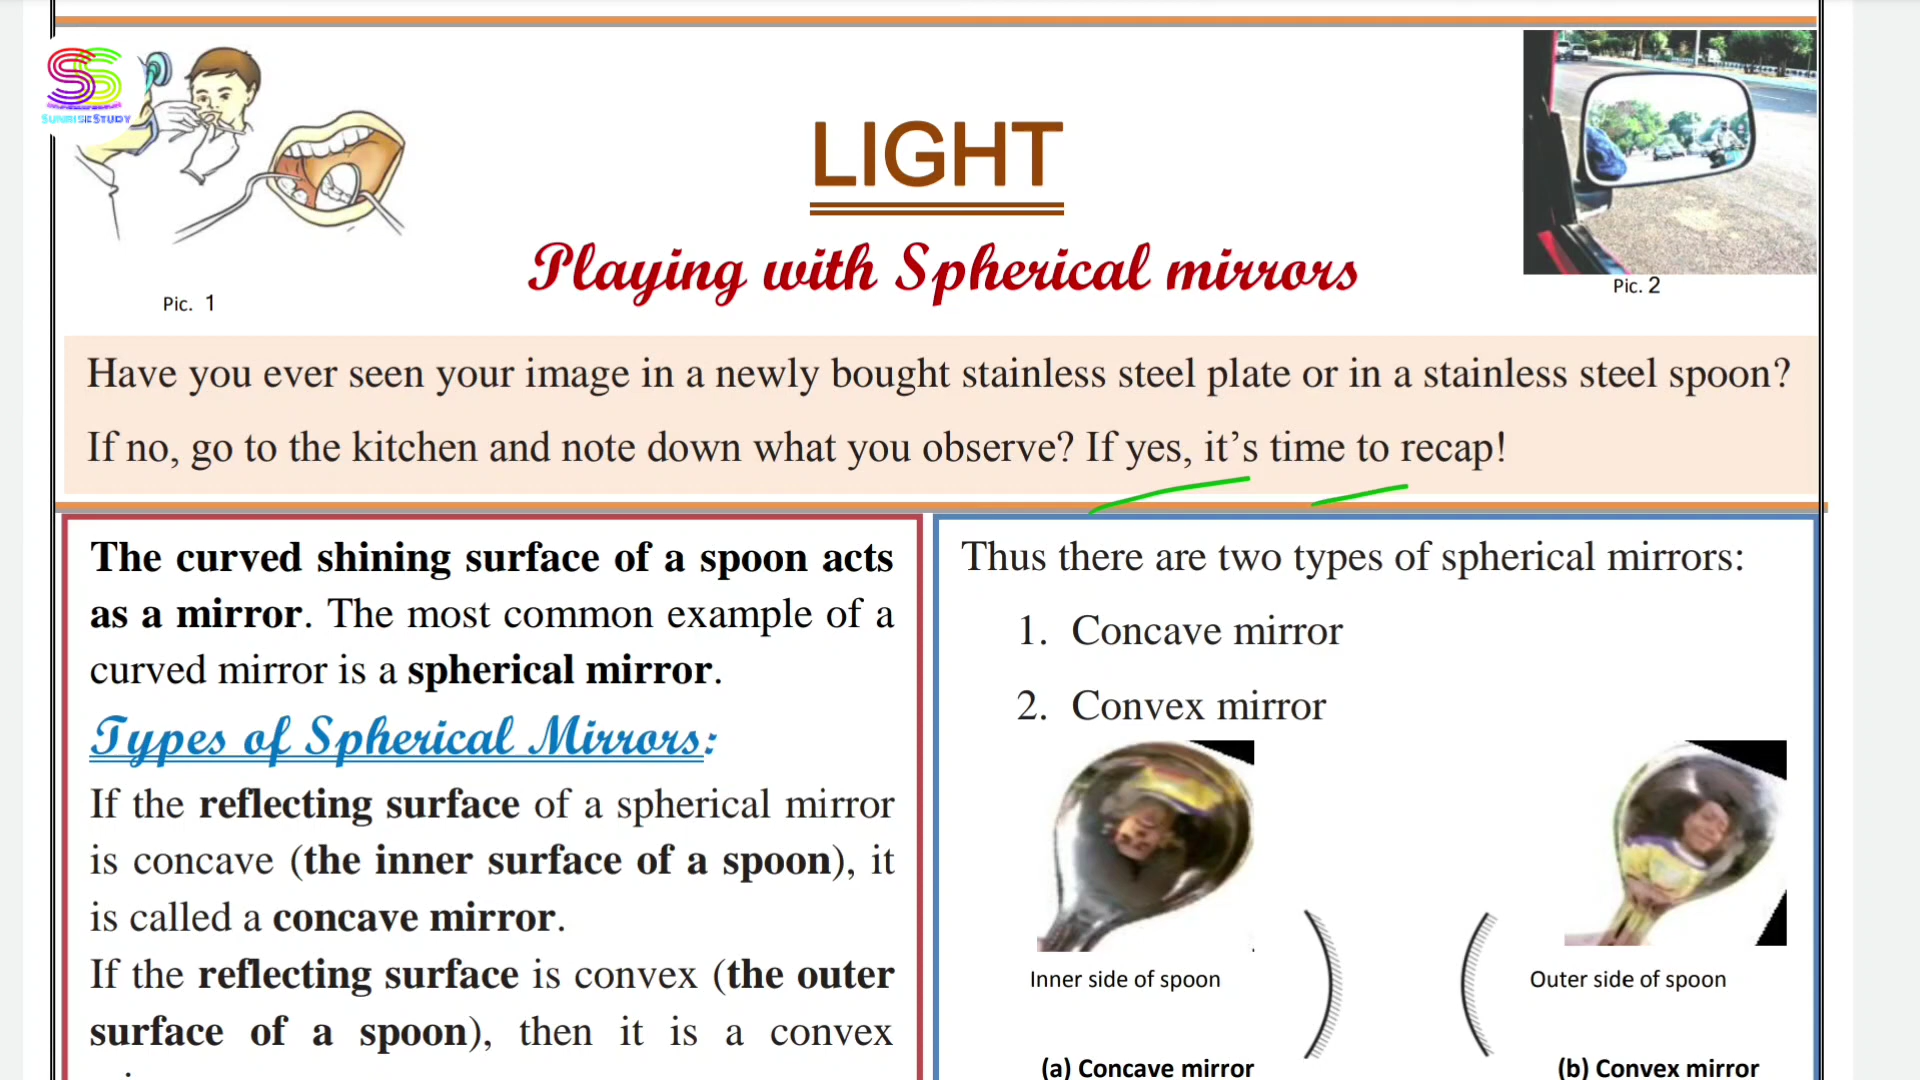 SS
SUNRISE STUDY
LIGHT
Playing with Spherical mirrors
Pic. 1
Pic. 2
Have you ever seen your image in a newly bought stainless steel plate or in a stainless steel spoon?
If no, go to the kitchen and note down what you observe? If yes, it’s time to recap!
The curved shining surface of a spoon acts
as a mirror. The most common example of a
curved mirror is a spherical mirror.
Types of Spherical Mirrors:
If the reflecting surface of a spherical mirror
is concave (the inner surface of a spoon), it
is called a concave mirror.
If the reflecting surface is convex (the outer
surface of a spoon), then it is a convex
Thus there are two types of spherical mirrors:
1. Concave mirror
2. Convex mirror
Inner side of spoon
Outer side of spoon
(a) Concave mirror
(b) Convex mirror